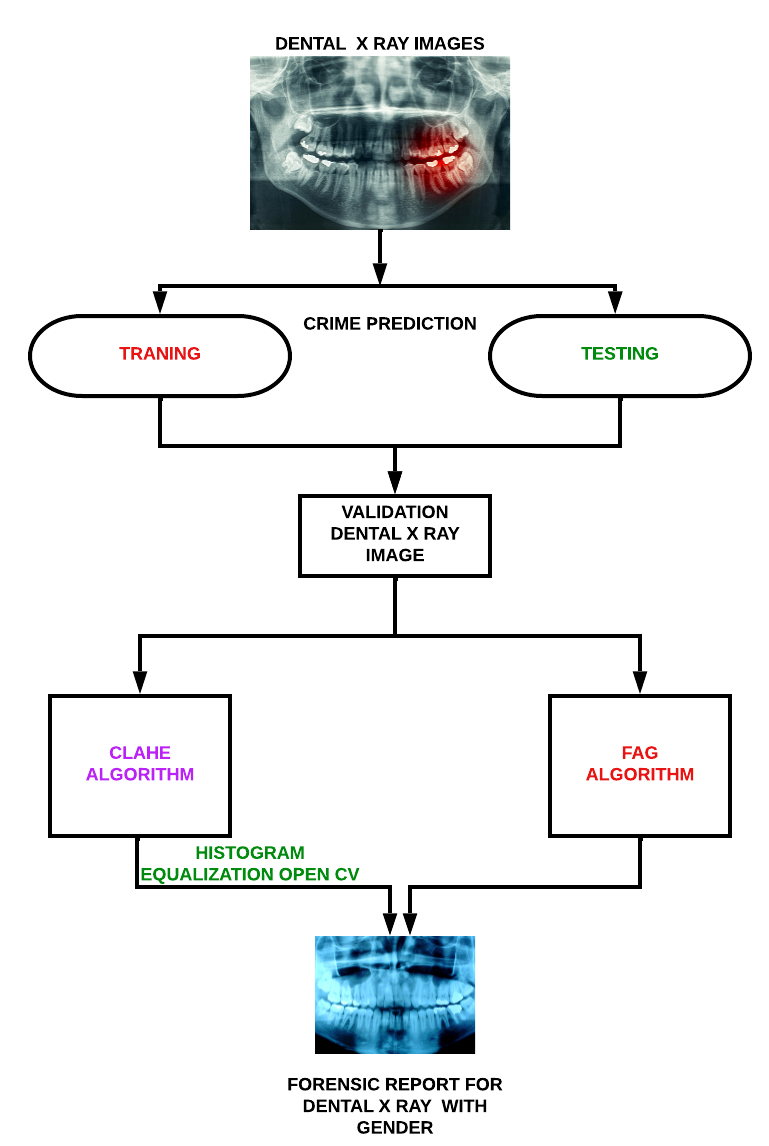 DENTAL X RAY IMAGES
CRIME PREDICTION
TRANING
TESTING
VALIDATION
DENTAL X RAY
IMAGE
CLAHE
ALGORITHM
FAG
ALGORITHM
HISTOGRAM
EQUALIZATION OPEN CV
FORENSIC REPORT FOR
DENTAL X RAY WITH
GENDER